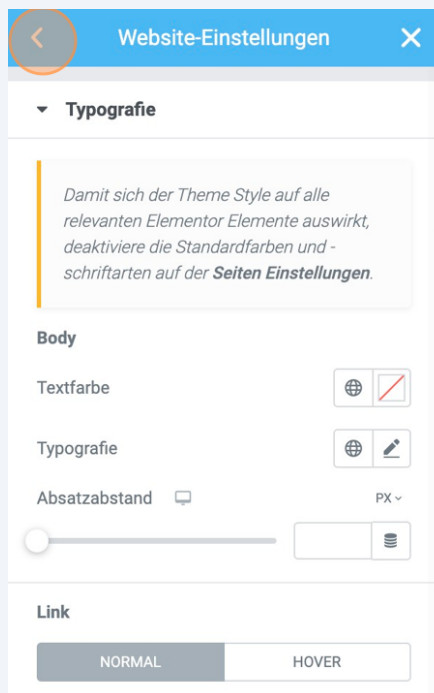 Website-Einstellungen
Typografie
Damit sich der Theme Style auf alle
relevanten Elementor Elemente auswirkt,
deaktiviere die Standardfarben und -
schriftarten auf der Seiten Einstellungen.
Body
Textfarbe
Typografie
Absatzabstand PX
Link
NORMAL HOVER